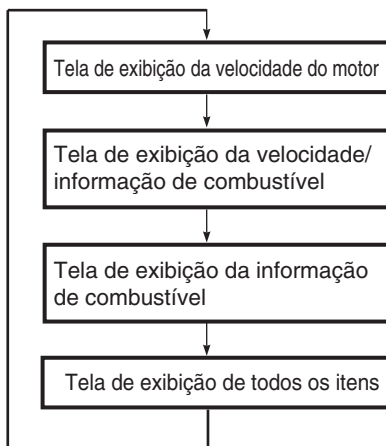 Tela de exibição da velocidade do motor
Tela de exibição da velocidade/
informação de combustível
Tela de exibição da informação
de combustível
Tela de exibição de todos os itens